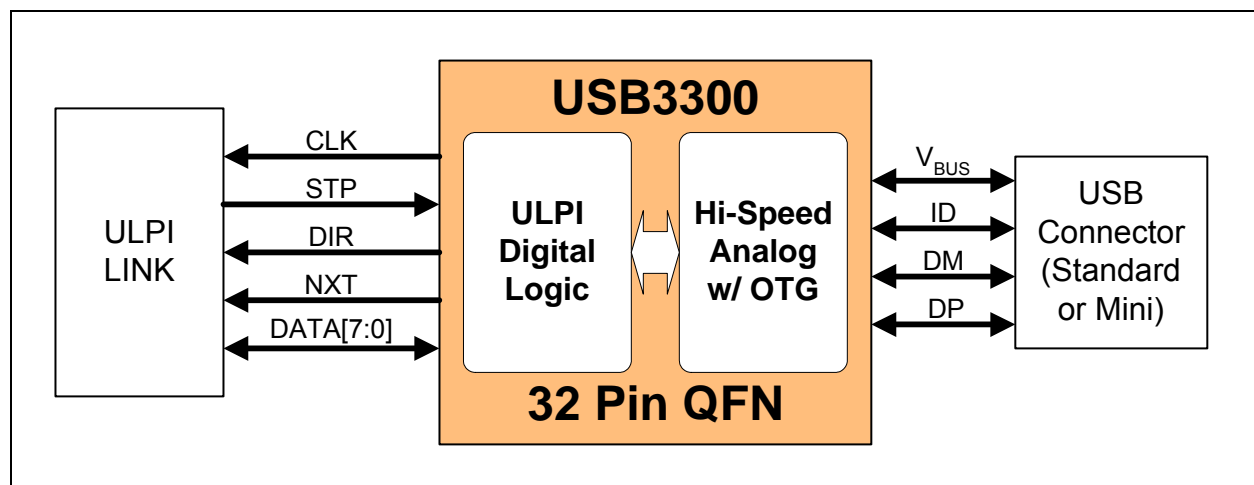 USB3300
ULPI
LINK
CLK
STP
DIR
NXT
DATA[7:0]
ULPI
Digital
Logic
Hi-Speed
Analog
w/ OTG
VBUS
ID
DM
DP
USB
Connector
(Standard
or Mini)
32 Pin QFN